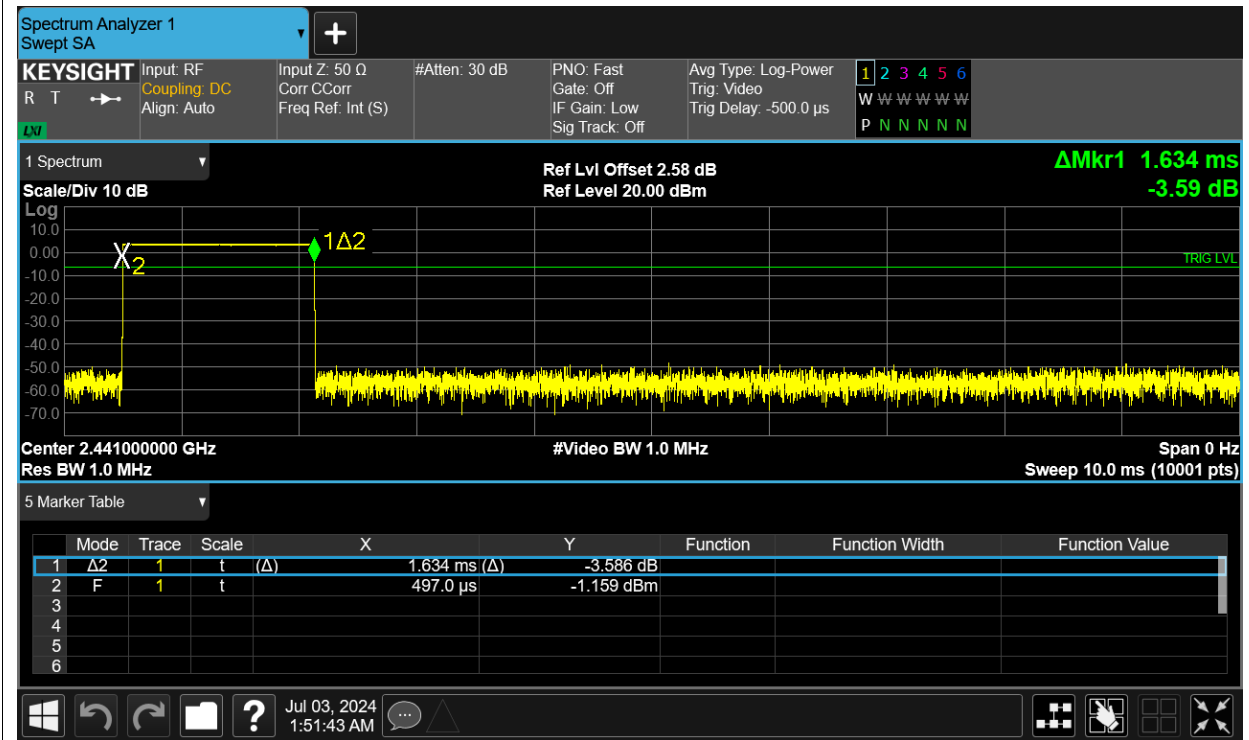 Spectrum Analyzer 1
Swept SA
+
KEYSIGHT Input: RF Input Z: 50 Ω #Atten: 30 dB PNO: Fast Avg Type: Log-Power 1 2 3 4 5 6
R T Coupling: DC Corr CCorr Gate: Off Trig: Video W W W W W W
Align: Auto Freq Ref: Int (S) IF Gain: Low Trig Delay: -500.0 µs
LXI Sig Track: Off P N N N N N
1 Spectrum Ref Lvl Offset 2.58 dB ΔMkr1 1.634 ms
Scale/Div 10 dB Ref Level 20.00 dBm -3.59 dB
Log
10.0
1Δ2
0.00
2
TRIG LVL
-10.0
-20.0
-30.0
-40.0
-50.0
-60.0
-70.0
Center 2.441000000 GHz #Video BW 1.0 MHz Span 0 Hz
Res BW 1.0 MHz Sweep 10.0 ms (10001 pts)
5 Marker Table
Mode Trace Scale X Y Function Function Width Function Value
1 Δ2 1 t (Δ) 1.634 ms (Δ) -3.586 dB
2 F 1 t 497.0 µs -1.159 dBm
3
4
5
6
? Jul 03, 2024
1:51:43 AM